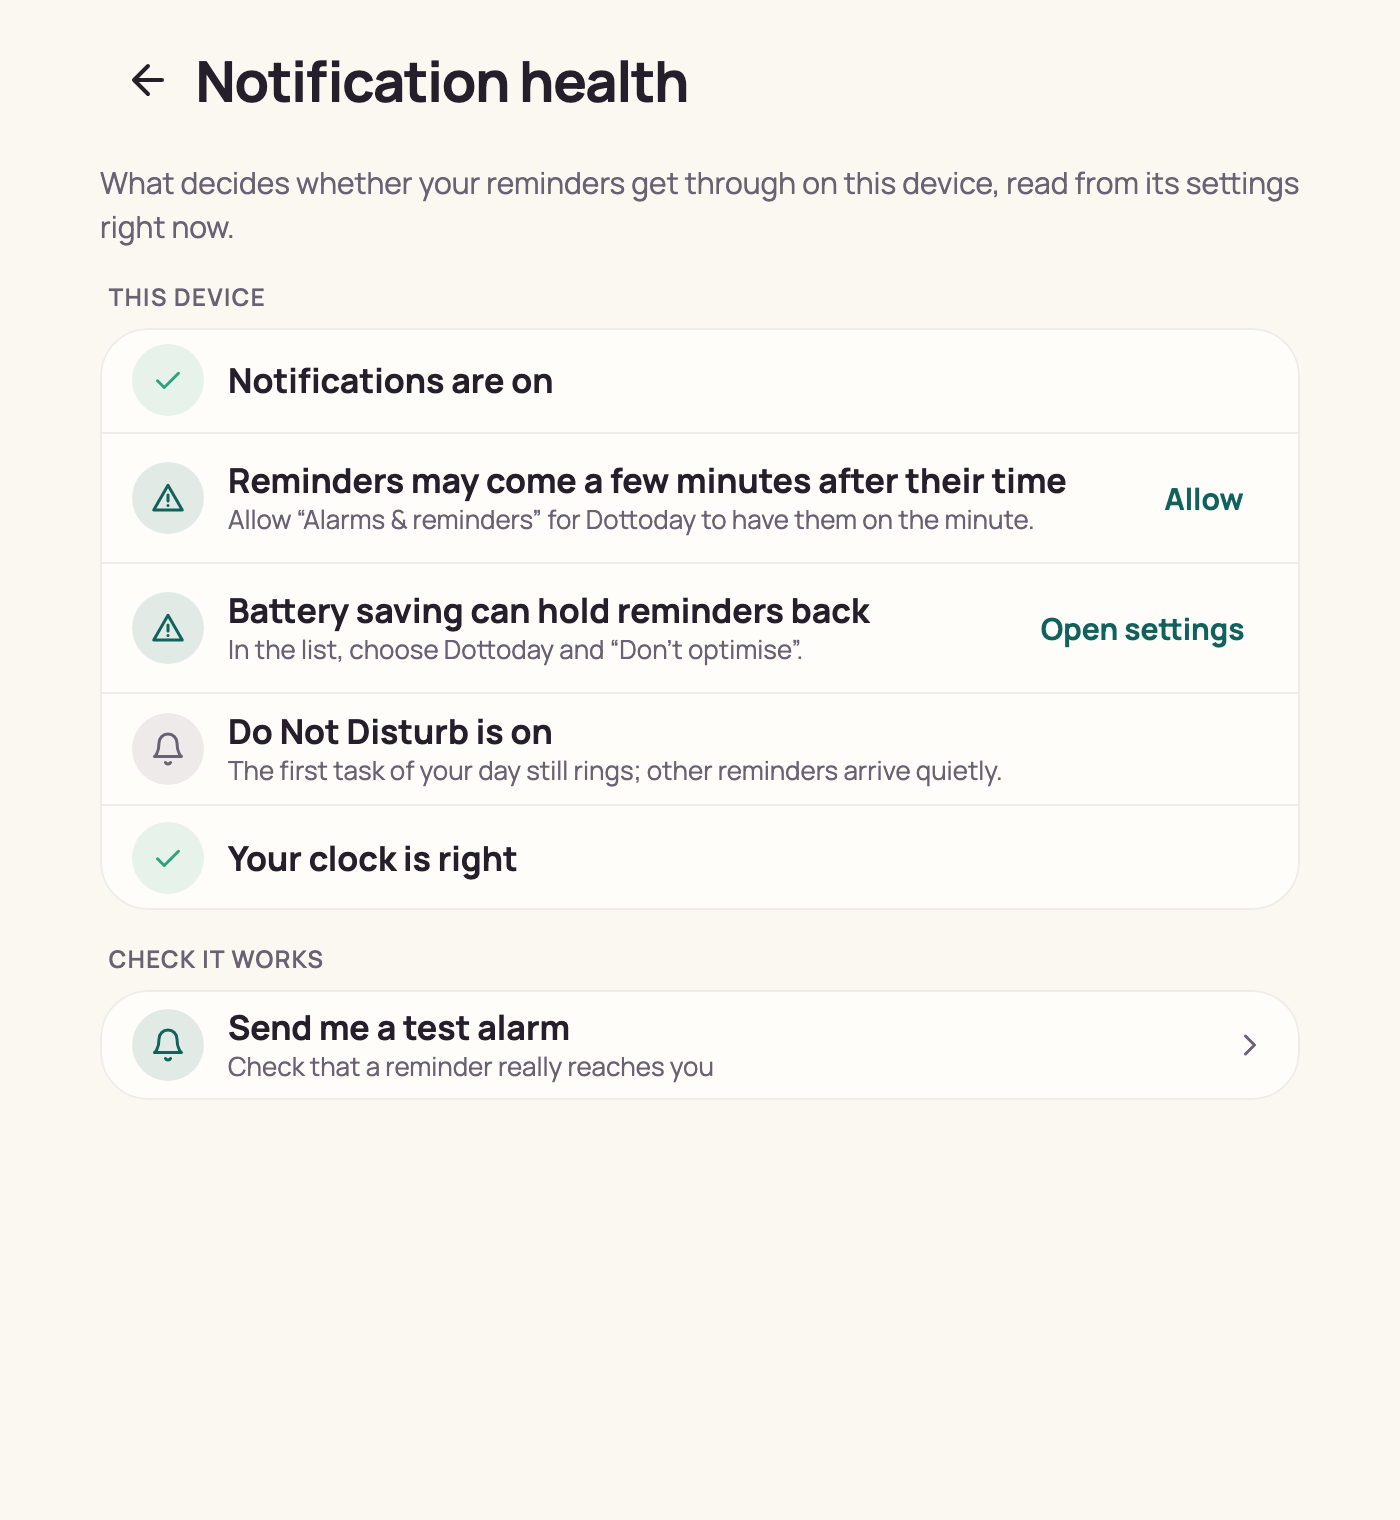 Notification health
What decides whether your reminders get through on this device, read from its settings
right now.
THIS DEVICE
Notifications are on
Reminders may come a few minutes after their time
Allow “Alarms & reminders” for Dottoday to have them on the minute.
Allow
Battery saving can hold reminders back
In the list, choose Dottoday and “Don’t optimise”.
Open settings
Do Not Disturb is on
The first task of your day still rings; other reminders arrive quietly.
Your clock is right
CHECK IT WORKS
Send me a test alarm
Check that a reminder really reaches you